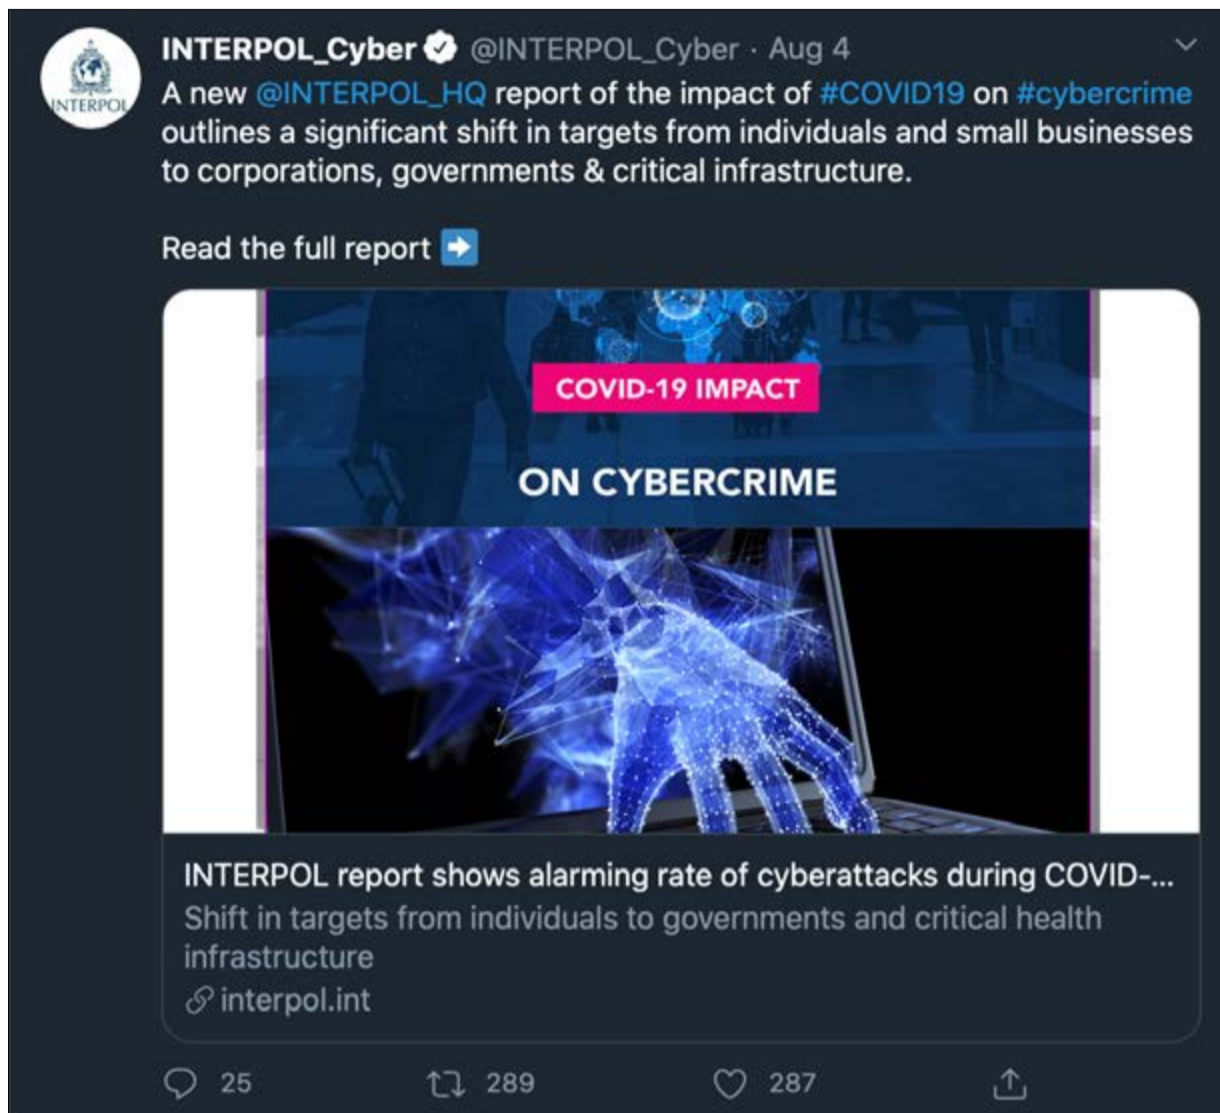 INTERPOL
INTERPOL_Cyber @INTERPOL_Cyber · Aug 4
A new @INTERPOL_HQ report of the impact of #COVID19 on #cybercrime
outlines a significant shift in targets from individuals and small businesses
to corporations, governments & critical infrastructure.
Read the full report ➡️
COVID-19 IMPACT
ON CYBERCRIME
INTERPOL report shows alarming rate of cyberattacks during COVID-...
Shift in targets from individuals to governments and critical health
infrastructure
interpol.int
25 289 287